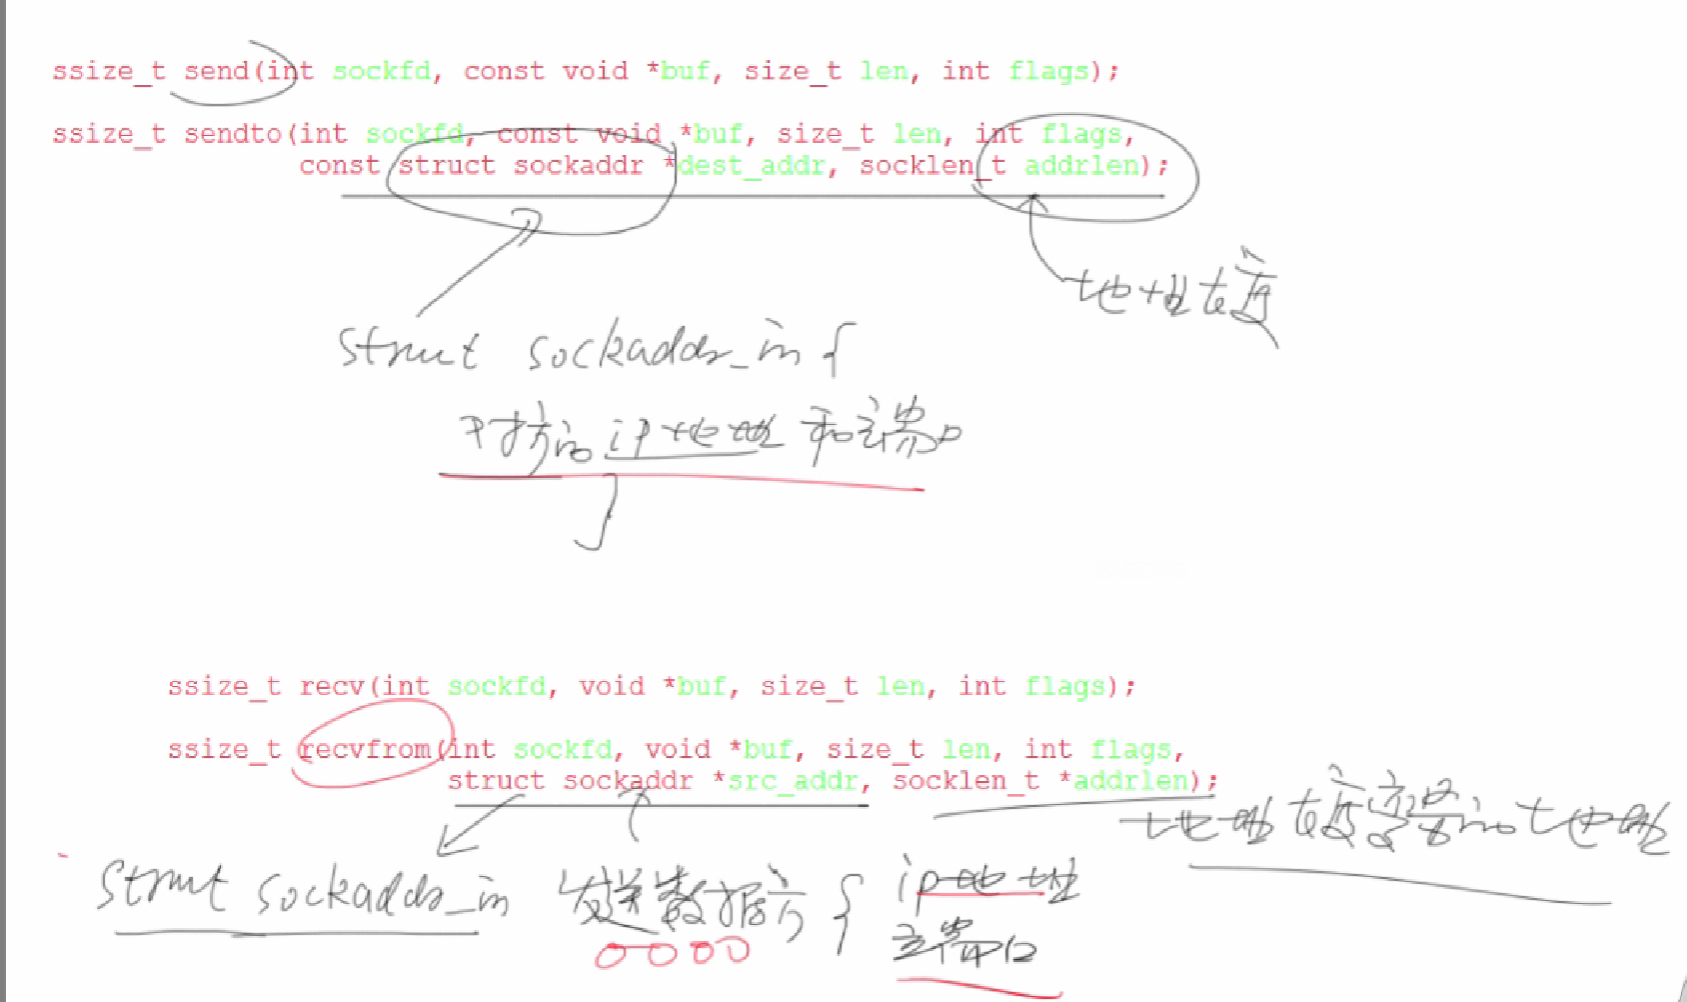 ssize_t send(int sockfd, const void *buf, size_t len, int flags);
ssize_t sendto(int sockfd, const void *buf, size_t len, int flags,
const struct sockaddr *dest_addr, socklen_t addrlen);
地址长度
struct sockaddr_in {
对方的ip地址和端口
}
ssize_t recv(int sockfd, void *buf, size_t len, int flags);
ssize_t recvfrom(int sockfd, void *buf, size_t len, int flags,
struct sockaddr *src_addr, socklen_t *addrlen);
地址长度变量的地址
struct sockaddr_in 发送数据方 { ip地址
端口